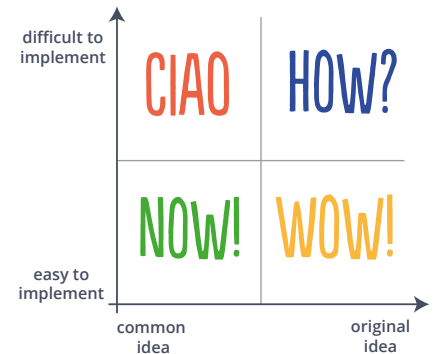 difficult to
implement
CIAO
HOW?
NOW!
WOW!
easy to
implement
common
idea
original
idea